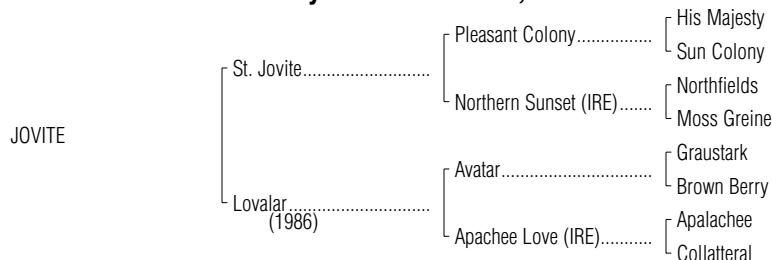 His Majesty
Pleasant Colony................
Sun Colony
St. Jovite...........................
Northfields
Northern Sunset (IRE).......
Moss Greine
JOVITE
Graustark
Avatar................................
Brown Berry
Lovalar..............................
(1986)
Apalachee
Apachee Love (IRE)...........
Collatteral